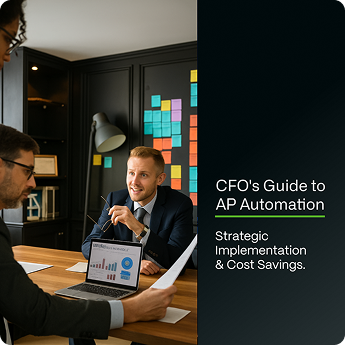 CFO's Guide to
AP Automation
Strategic
Implementation
& Cost Savings.